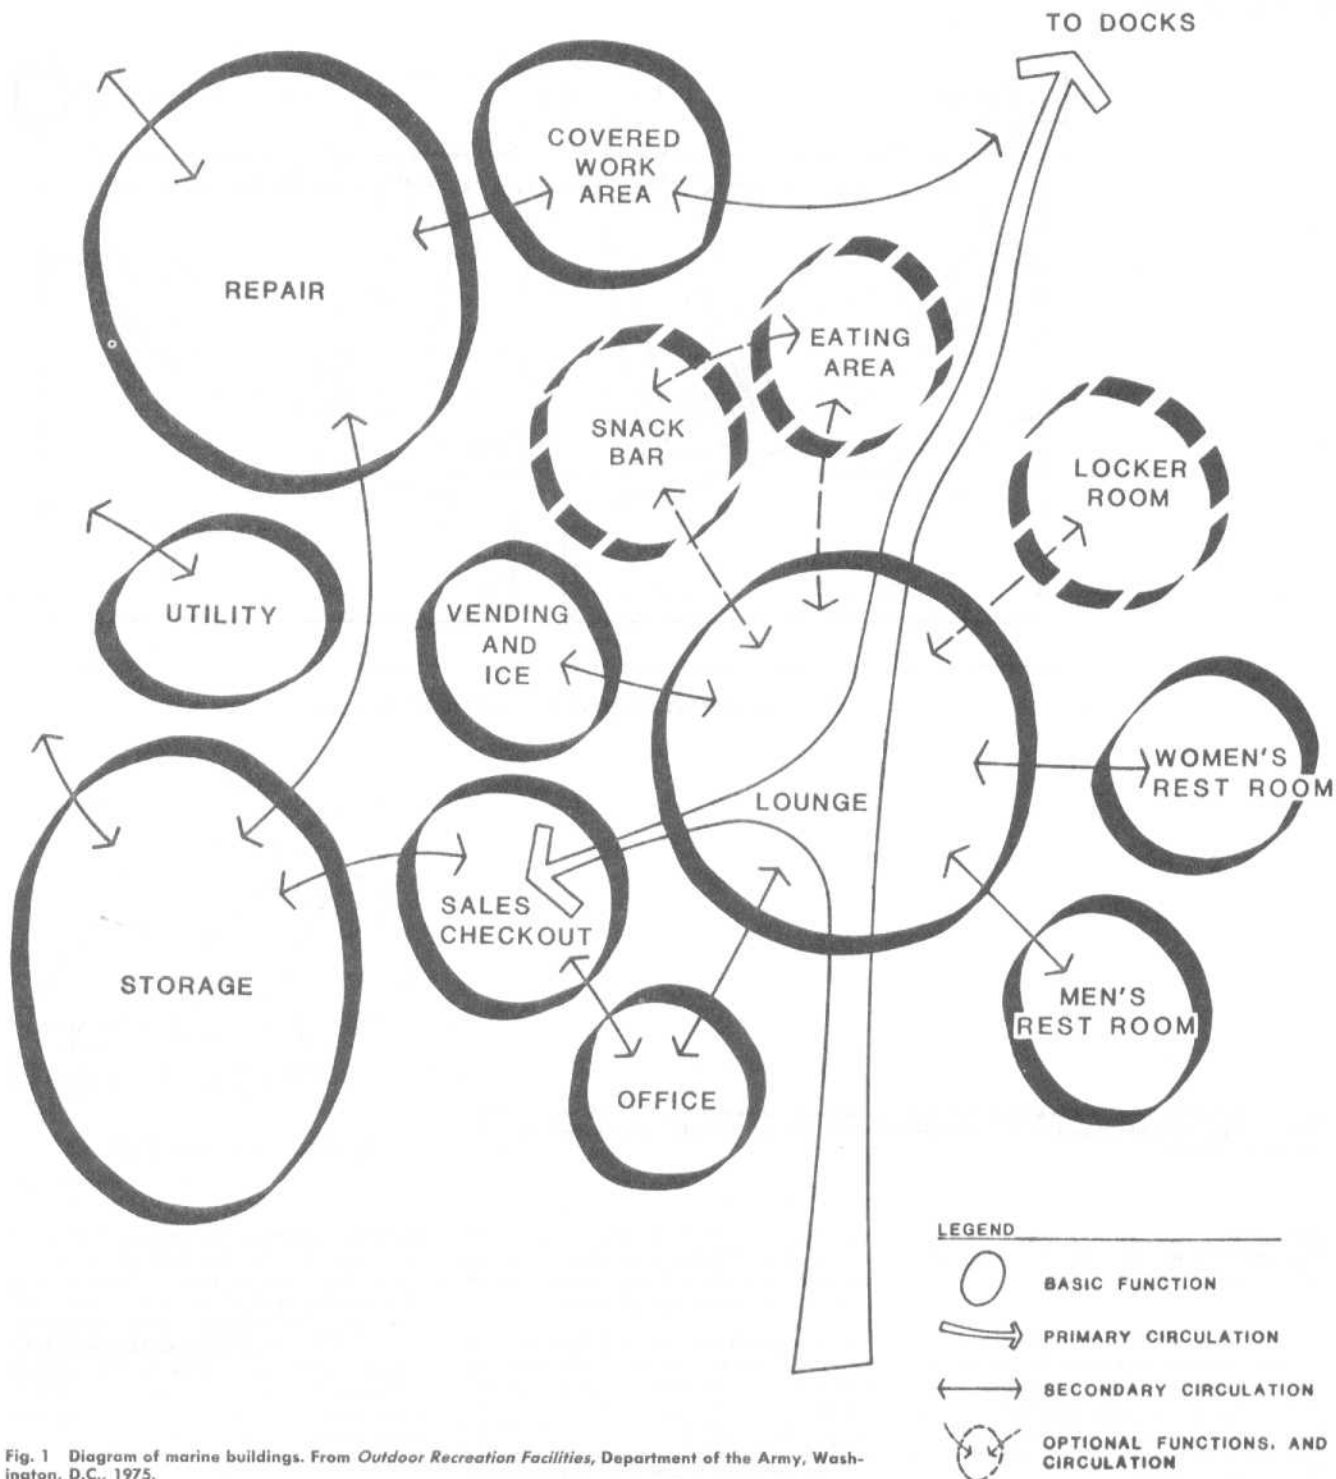 TO DOCKS
COVERED
WORK
AREA
REPAIR
EATING
AREA
SNACK
BAR
LOCKER
ROOM
UTILITY
VENDING
AND
ICE
WOMEN'S
REST ROOM
LOUNGE
SALES
CHECKOUT
STORAGE
MEN'S
REST ROOM
OFFICE
LEGEND
BASIC FUNCTION
PRIMARY CIRCULATION
SECONDARY CIRCULATION
OPTIONAL FUNCTIONS, AND
CIRCULATION
Fig. 1 Diagram of marine buildings. From Outdoor Recreation Facilities, Department of the Army, Wash-
ington, D.C., 1975.